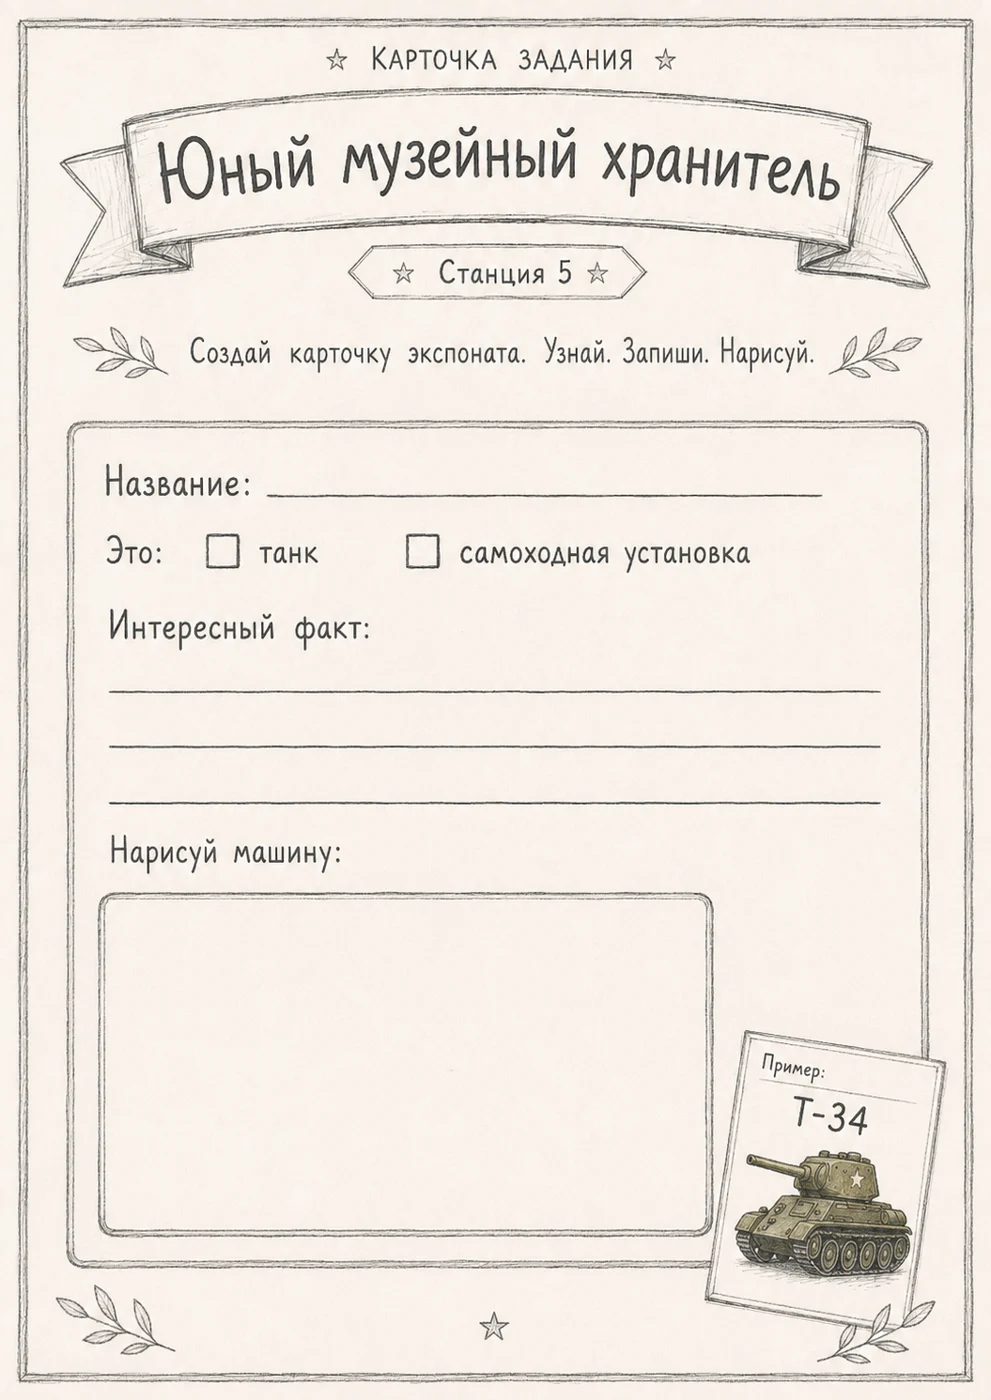 Карточка задания
Юный музейный хранитель
Станция 5
Создай карточку экспоната. Узнай. Запиши. Нарисуй.
Название:
Это: танк самоходная установка
Интересный факт:
Нарисуй машину:
Пример:
Т-34